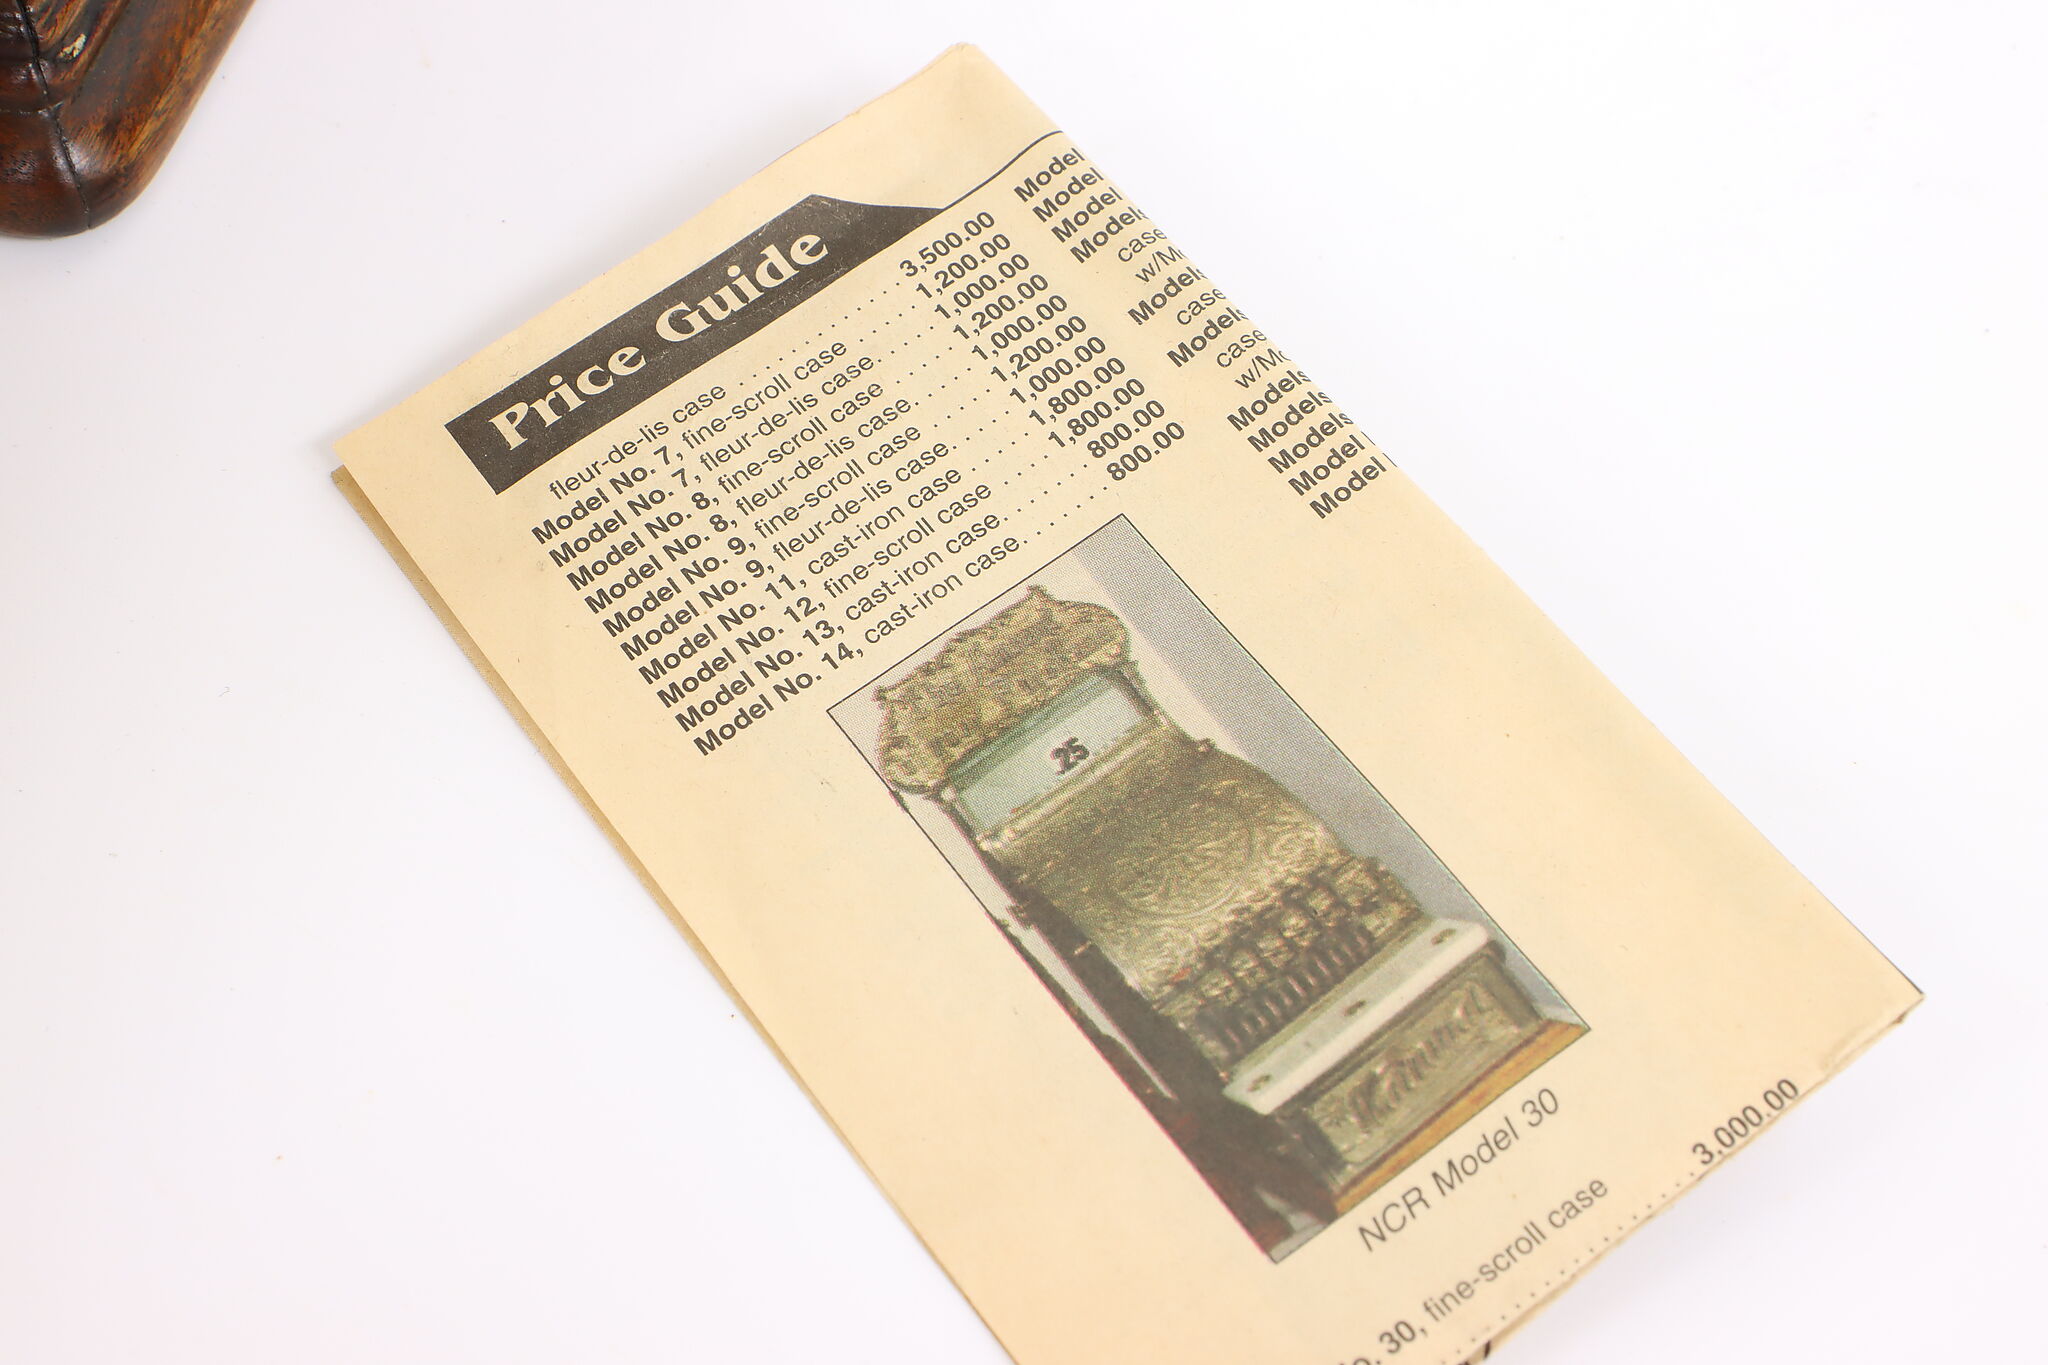 Price Guide
fleur-de-lis case . . . . . . . . . . . . . . 3,500.00
Model No. 7, fine-scroll case . . . . . 1,200.00
Model No. 7, fleur-de-lis case. . . . . 1,000.00
Model No. 8, fine-scroll case . . . . . 1,200.00
Model No. 8, fleur-de-lis case. . . . . 1,000.00
Model No. 9, fine-scroll case . . . . . 1,200.00
Model No. 9, fleur-de-lis case. . . . . 1,000.00
Model No. 11, cast-iron case . . . . . 1,800.00
Model No. 12, fine-scroll case . . . . 1,800.00
Model No. 13, cast-iron case. . . . . . . 800.00
Model No. 14, cast-iron case. . . . . . . 800.00
.25
National
NCR Model 30
30, fine-scroll case
. . . . . . . . . . . . . . 3,000.00
Model
Model
Model
Models
case
Models
case
Models
case
Models
Models
Models
Model
Model